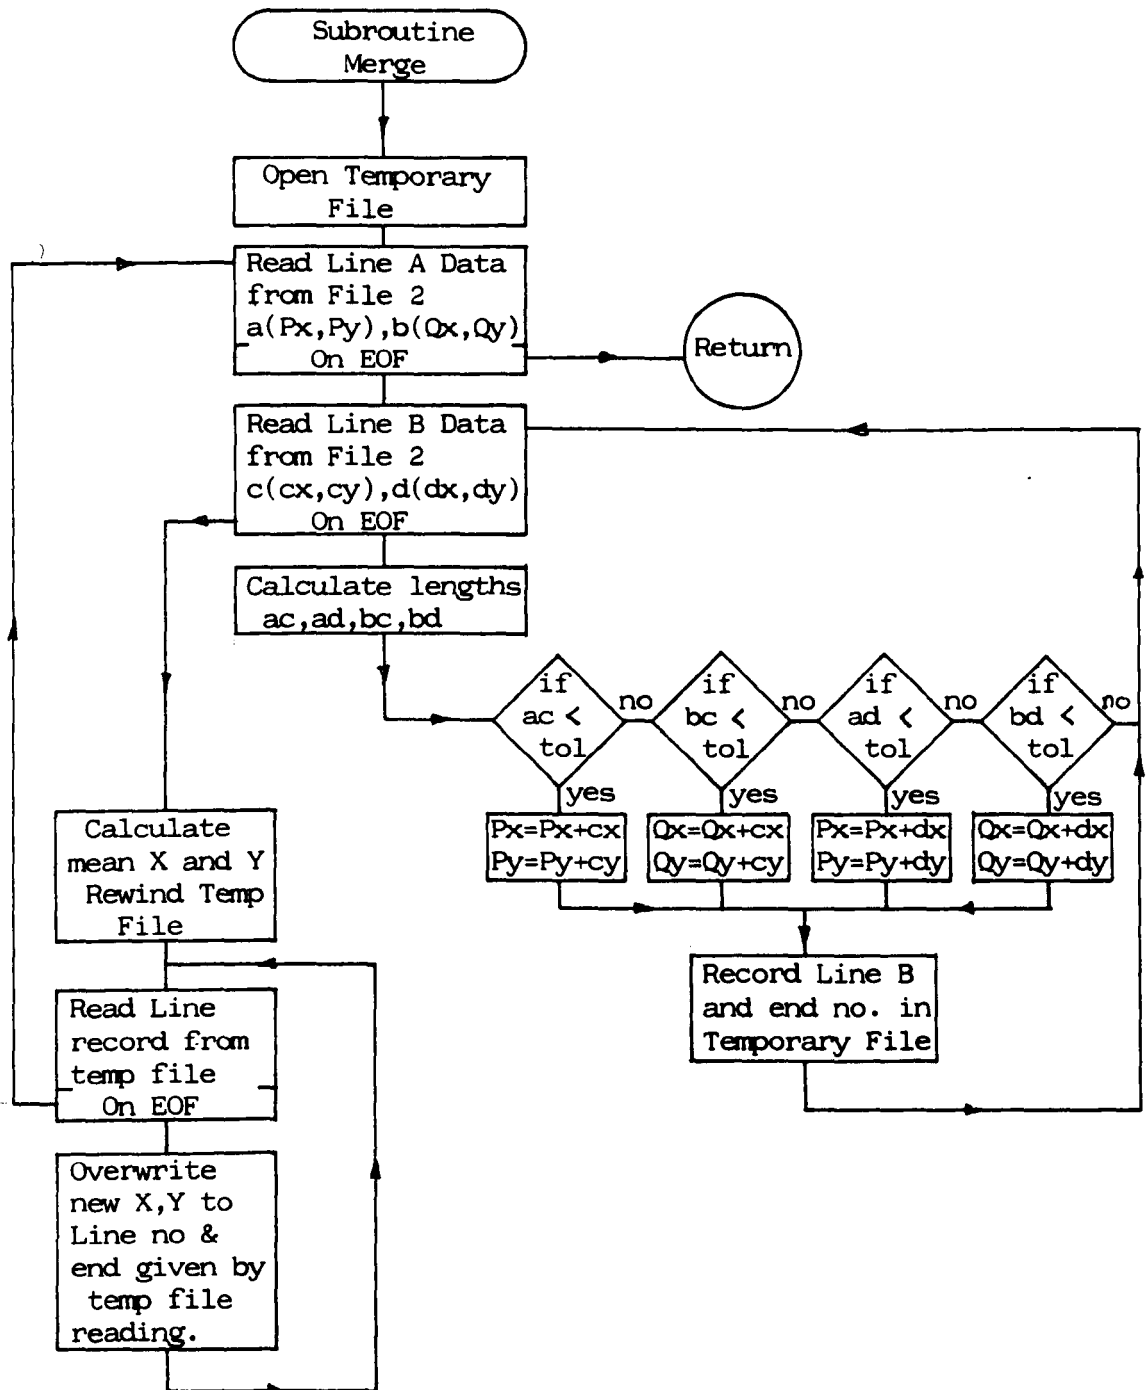 Subroutine
Merge
Open Temporary
File
Read Line A Data
from File 2
a(Px,Py),b(Qx,Qy)
On EOF
Return
Read Line B Data
from File 2
c(cx,cy),d(dx,dy)
On EOF
Calculate lengths
ac,ad,bc,bd
if
ac <
tol
no
if
bc <
tol
no
if
ad <
tol
no
if
bd <
tol
no
yes
yes
yes
yes
Px=Px+cx
Py=Py+cy
Qx=Qx+cx
Qy=Qy+cy
Px=Px+dx
Py=Py+dy
Qx=Qx+dx
Qy=Qy+dy
Record Line B
and end no. in
Temporary File
Calculate
mean X and Y
Rewind Temp
File
Read Line
record from
temp file
On EOF
Overwrite
new X,Y to
Line no &
end given by
temp file
reading.